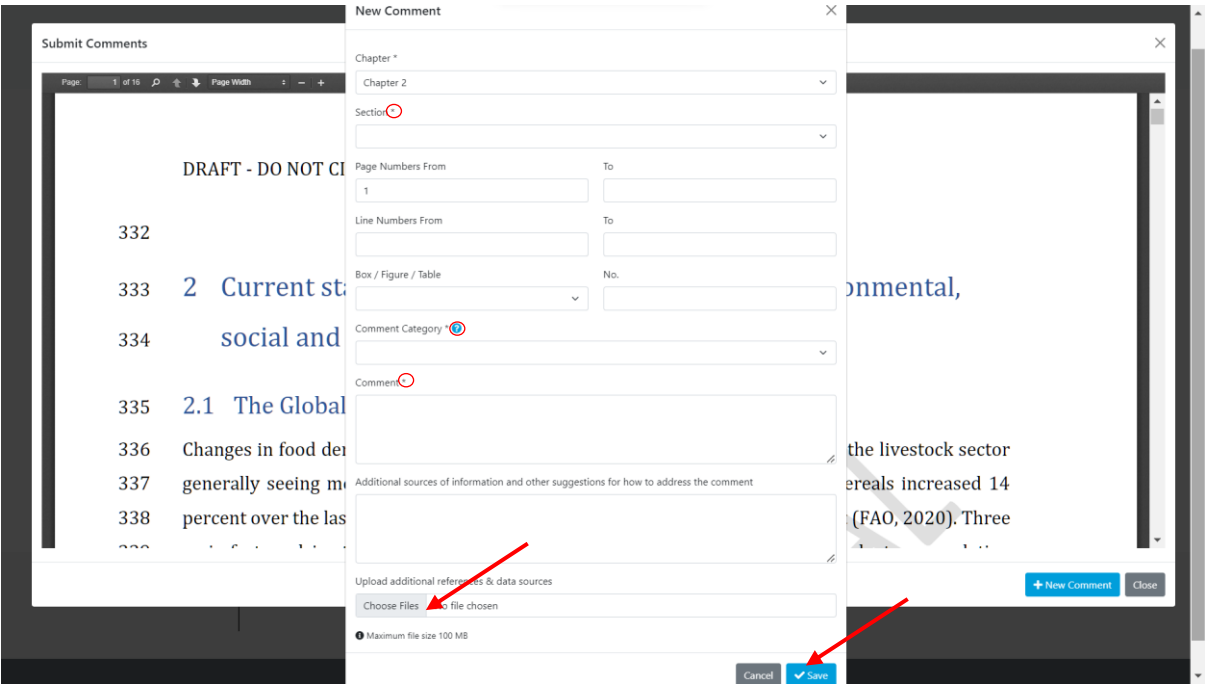 New Comment
Submit Comments
Chapter *
Page: 1 of 16 Page Width
Chapter 2
Section *
DRAFT - DO NOT CI
Page Numbers From To
1
Line Numbers From To
332
Box / Figure / Table No.
333 2 Current sta onmental,
Comment Category * ?
334 social and
Comment *
335 2.1 The Global
336 Changes in food der the livestock sector
337 generally seeing mo ereals increased 14
Additional sources of information and other suggestions for how to address the comment
338 percent over the las (FAO, 2020). Three
Upload additional references & data sources
+ New Comment Close
Choose Files o file chosen
Maximum file size 100 MB
Cancel Save